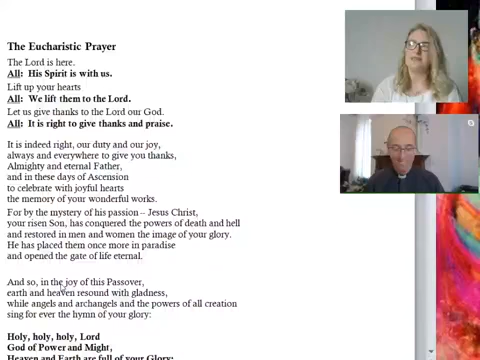 The Eucharistic Prayer
The Lord is here.
All: His Spirit is with us.
Lift up your hearts
All: We lift them to the Lord.
Let us give thanks to the Lord our God.
All: It is right to give thanks and praise.
It is indeed right, our duty and our joy,
always and everywhere to give you thanks,
Almighty and eternal Father,
and in these days of Ascension
to celebrate with joyful hearts
the memory of your wonderful works.
For by the mystery of his passion – Jesus Christ,
your risen Son, has conquered the powers of death and hell
and restored in men and women the image of your glory.
He has placed them once more in paradise
and opened the gate of life eternal.
And so, in the joy of this Passover,
earth and heaven resound with gladness,
while angels and archangels and the powers of all creation
sing for ever the hymn of your glory:
Holy, holy, holy, Lord
God of Power and Might,
Heaven and Earth are full of your Glory;